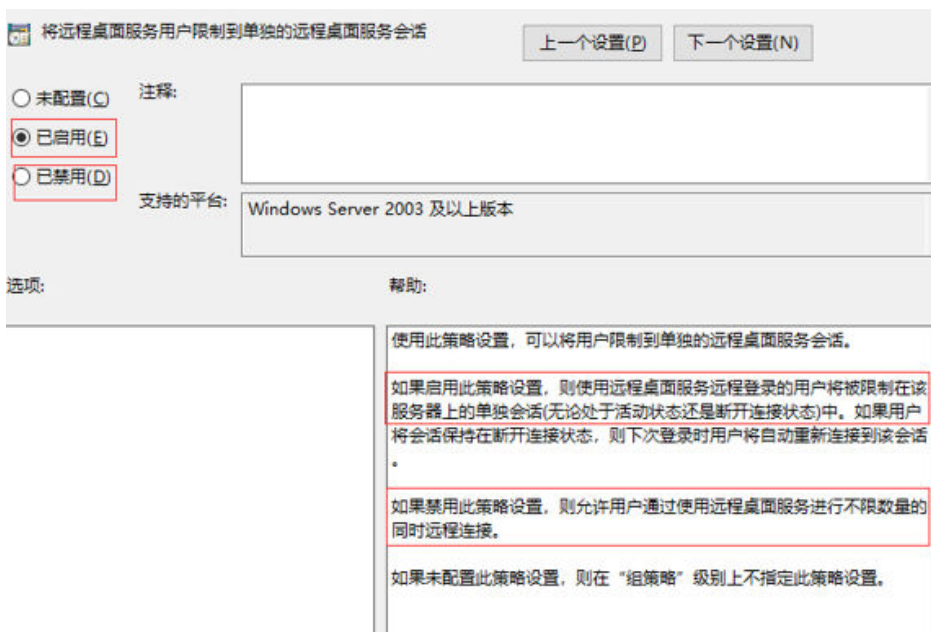 将远程桌面服务用户限制到单独的远程桌面服务会话
上一个设置(P)
下一个设置(N)
未配置(C)
注释:
已启用(E)
已禁用(D)
支持的平台:
Windows Server 2003 及以上版本
选项:
帮助:
使用此策略设置，可以将用户限制到单独的远程桌面服务会话。
如果启用此策略设置，则使用远程桌面服务远程登录的用户将被限制在该
服务器上的单独会话(无论处于活动状态还是断开连接状态)中。如果用户
将会话保持在断开连接状态，则下次登录时用户将自动重新连接到该会话
。
如果禁用此策略设置，则允许用户通过使用远程桌面服务进行不限数量的
同时远程连接。
如果未配置此策略设置，则在“组策略”级别上不指定此策略设置。